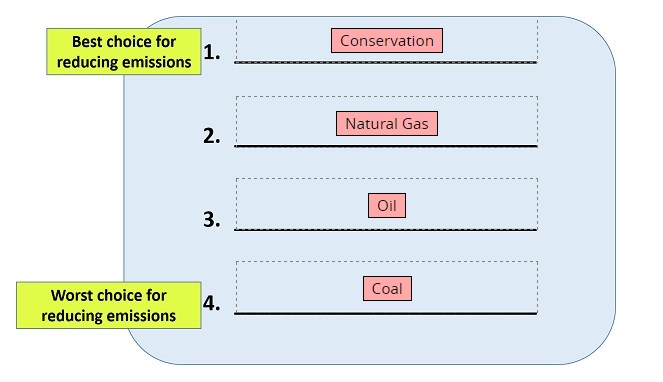 Best choice for
reducing emissions
1.
Conservation
2.
Natural Gas
3.
Oil
Worst choice for
reducing emissions
4.
Coal